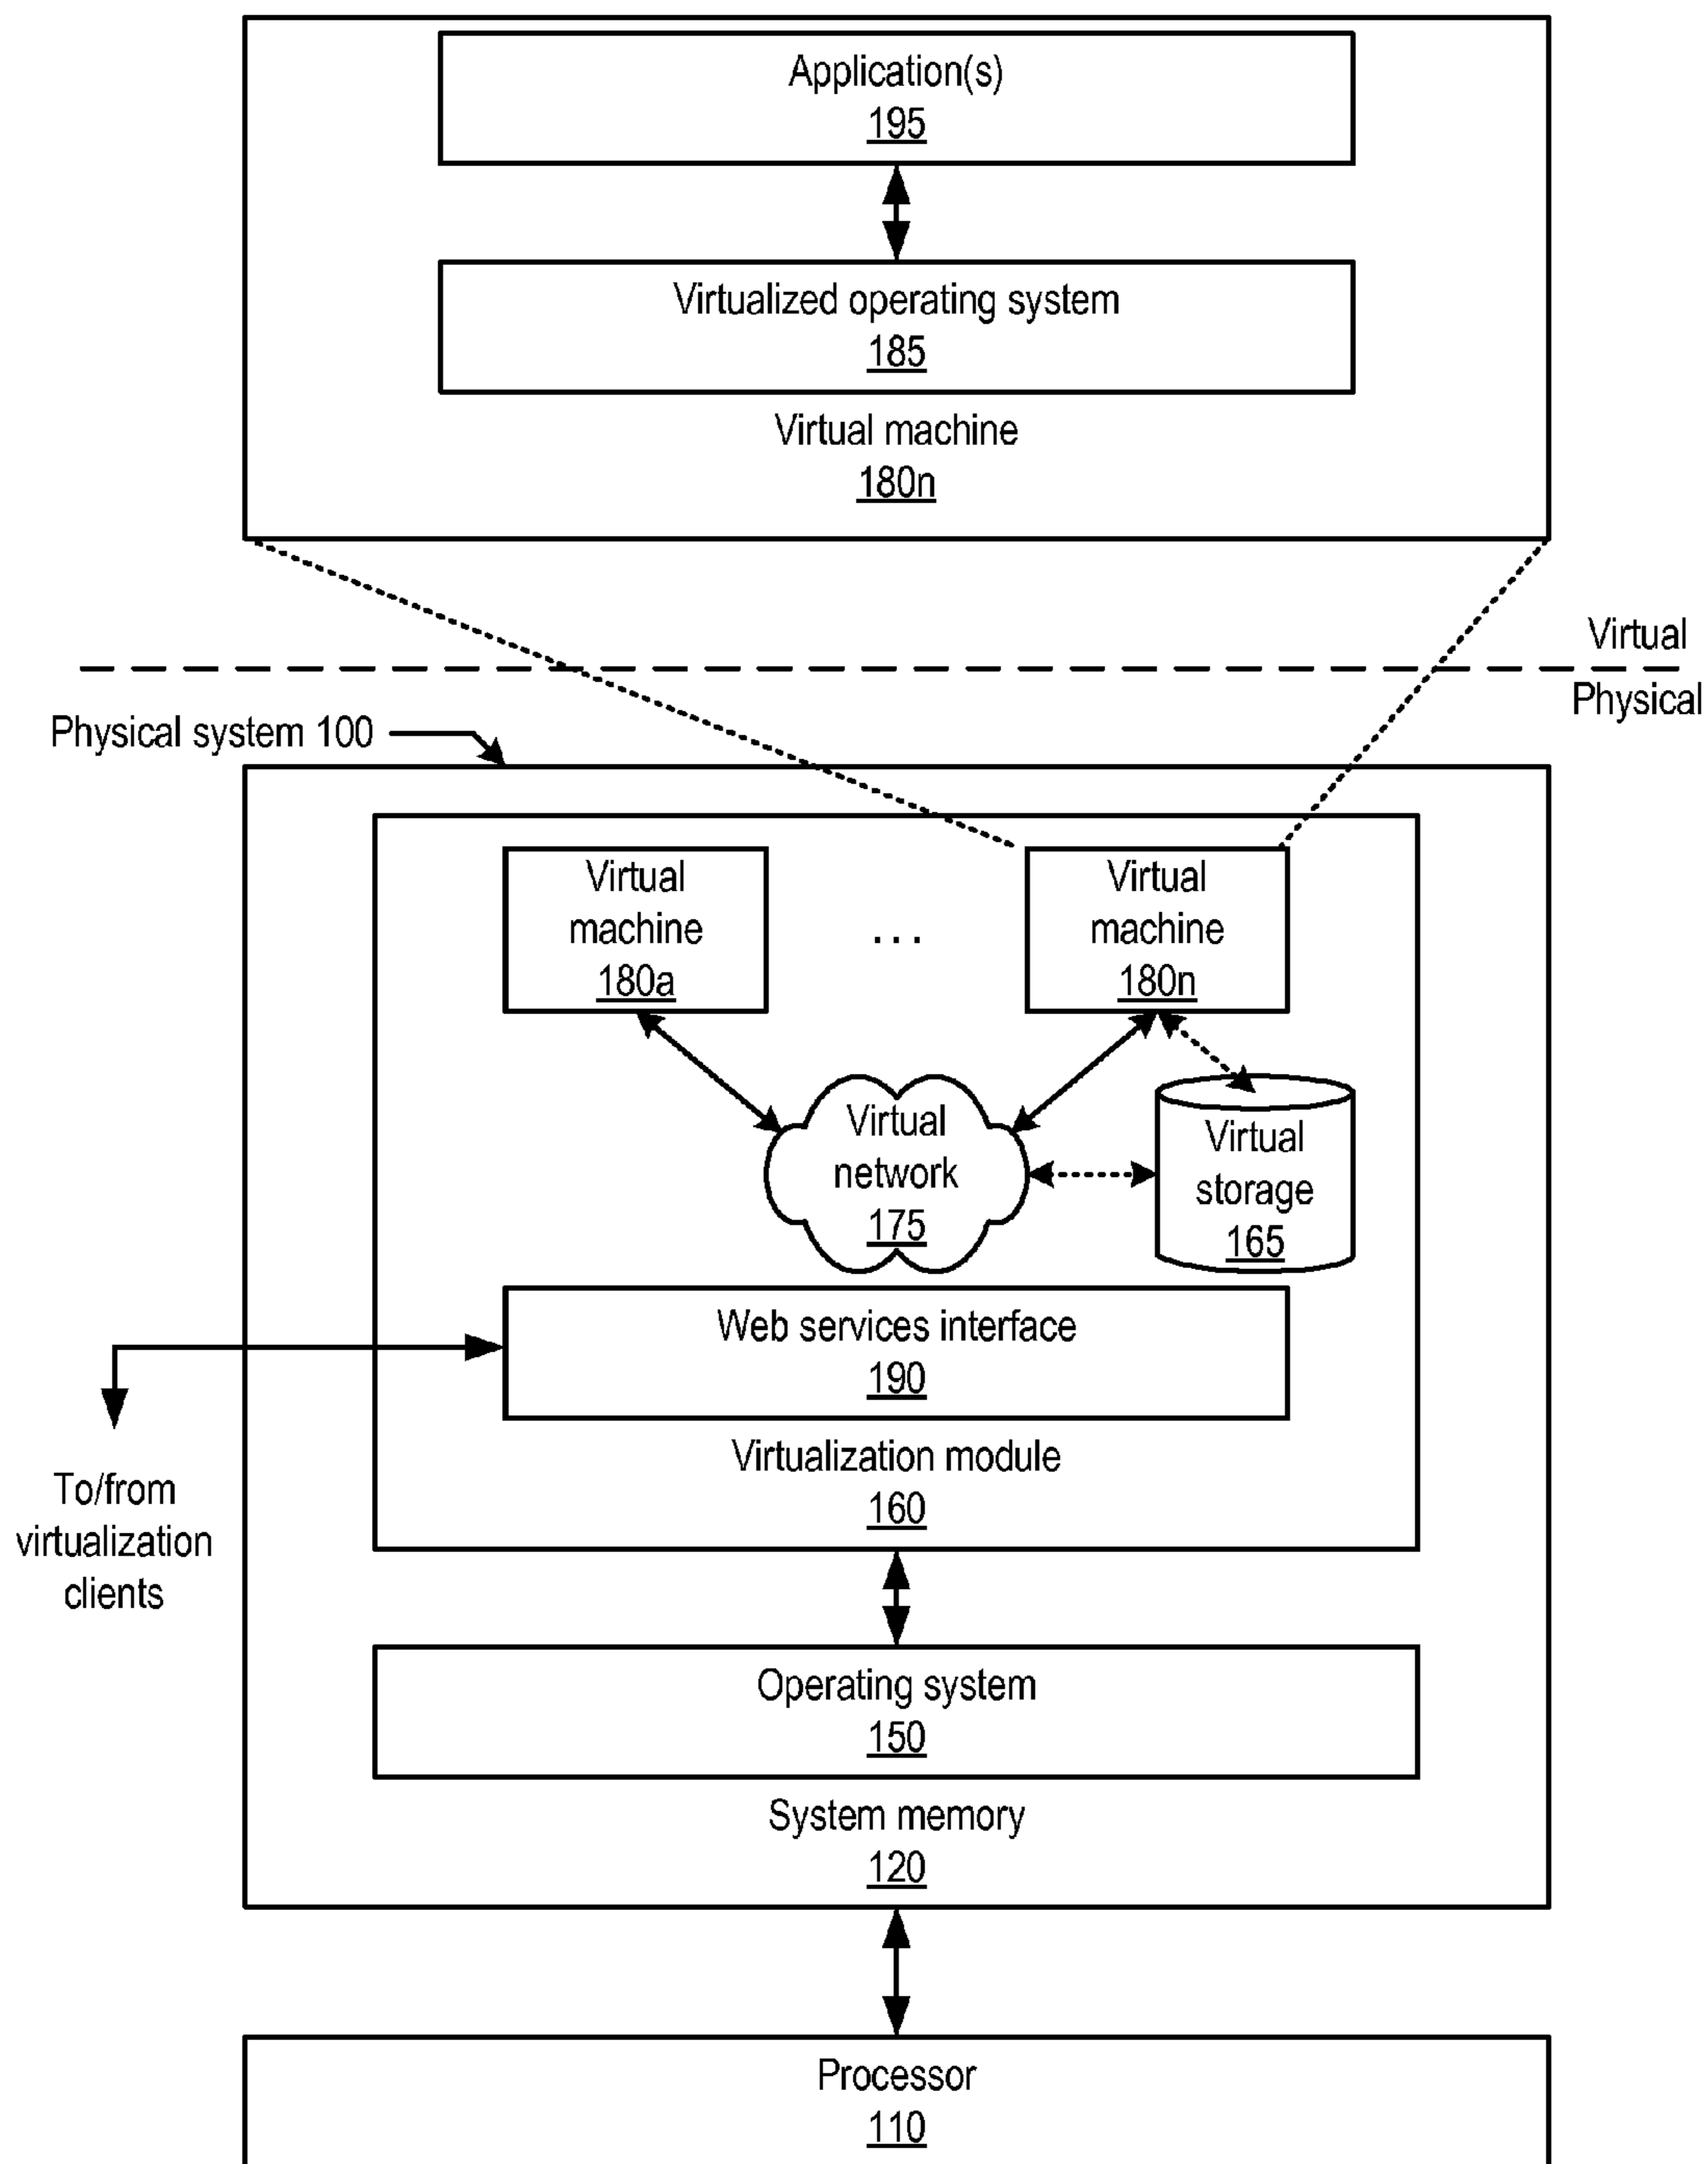 Application(s)
195
Virtualized operating system
185
Virtual machine
180n
Virtual
Physical
Physical system 100
Virtual
machine
180a
...
Virtual
machine
180n
Virtual
network
175
Virtual
storage
165
Web services interface
190
Virtualization module
160
To/from
virtualization
clients
Operating system
150
System memory
120
Processor
110